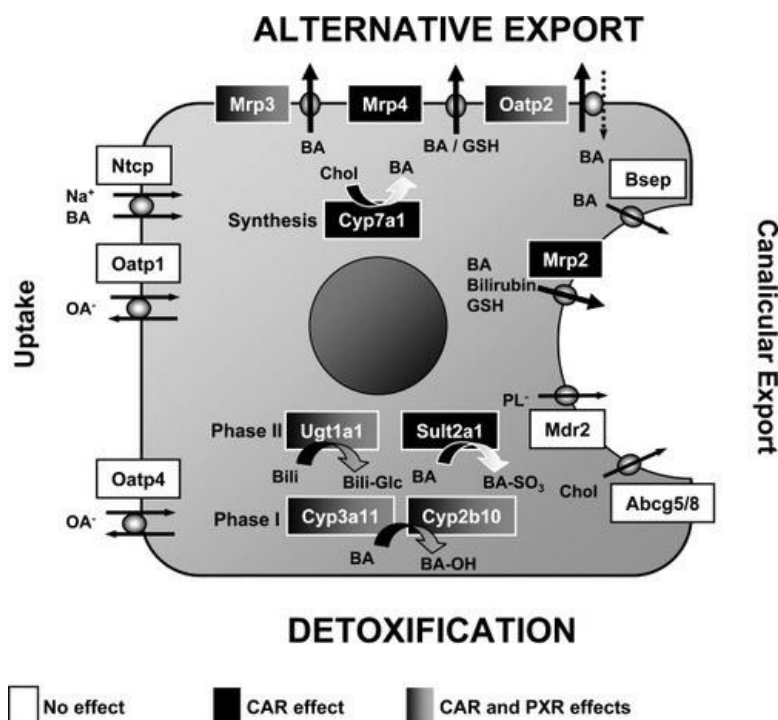 ALTERNATIVE EXPORT
Mrp3
Mrp4
Oatp2
BA
BA / GSH
BA
Ntcp
Na⁺
BA
Chol
BA
Synthesis
Cyp7a1
Bsep
BA
Oatp1
OA⁻
Uptake
Mrp2
BA
Bilirubin
GSH
Canalicular Export
PL⁻
Mdr2
Phase II
Ugt1a1
Sult2a1
Bili
Bili-Glc
BA
BA-SO₃
Chol
Abcg5/8
Oatp4
OA⁻
Phase I
Cyp3a11
Cyp2b10
BA
BA-OH
DETOXIFICATION
No effect
CAR effect
CAR and PXR effects